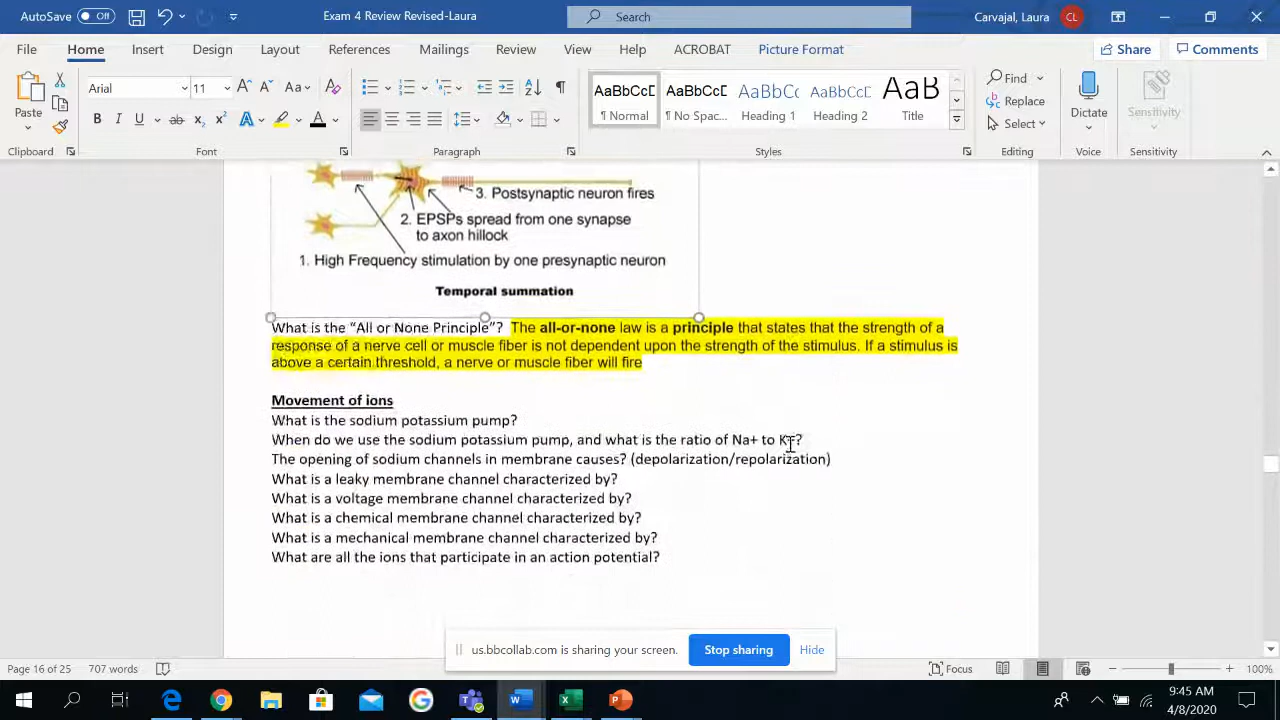 AutoSave Off Exam 4 Review Revised-Laura Search Carvajal, Laura CL
File Home Insert Design Layout References Mailings Review View Help ACROBAT Picture Format Share Comments
Paste Arial 11 Aa AaBbCcD AaBbCcD AaBbCc AaBbCcD AaB Find Replace Select Dictate Sensitivity
¶ Normal ¶ No Spac... Heading 1 Heading 2 Title
Clipboard Font Paragraph Styles Editing Voice Sensitivity
3. Postsynaptic neuron fires
2. EPSPs spread from one synapse
to axon hillock
1. High Frequency stimulation by one presynaptic neuron
Temporal summation
What is the “All or None Principle”? The all-or-none law is a principle that states that the strength of a
response of a nerve cell or muscle fiber is not dependent upon the strength of the stimulus. If a stimulus is
above a certain threshold, a nerve or muscle fiber will fire
Movement of ions
What is the sodium potassium pump?
When do we use the sodium potassium pump, and what is the ratio of Na+ to K+?
The opening of sodium channels in membrane causes? (depolarization/repolarization)
What is a leaky membrane channel characterized by?
What is a voltage membrane channel characterized by?
What is a chemical membrane channel characterized by?
What is a mechanical membrane channel characterized by?
What are all the ions that participate in an action potential?
us.bbcollab.com is sharing your screen. Stop sharing Hide
Page 16 of 25 707 words Focus 100%
9:45 AM
4/8/2020